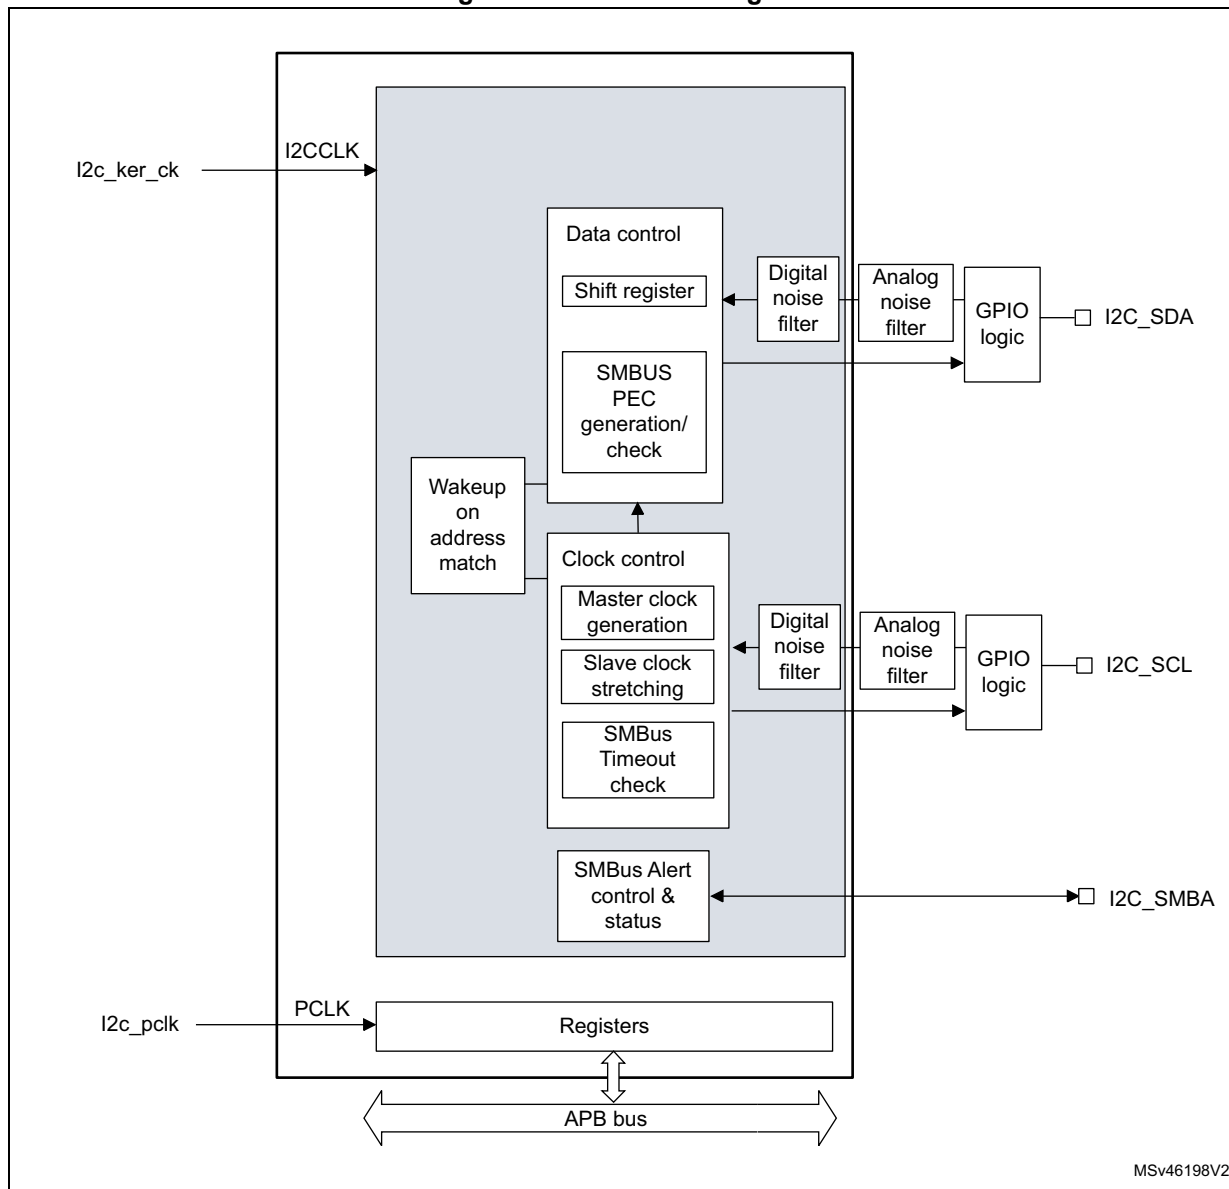 I2CCLK
I2c_ker_ck
Data control
Shift register
Digital
noise
filter
Analog
noise
filter
GPIO
logic
I2C_SDA
SMBUS
PEC
generation/
check
Wakeup
on
address
match
Clock control
Master clock
generation
Slave clock
stretching
SMBus
Timeout
check
Digital
noise
filter
Analog
noise
filter
GPIO
logic
I2C_SCL
SMBus Alert
control &
status
I2C_SMBA
PCLK
I2c_pclk
Registers
APB bus
MSv46198V2